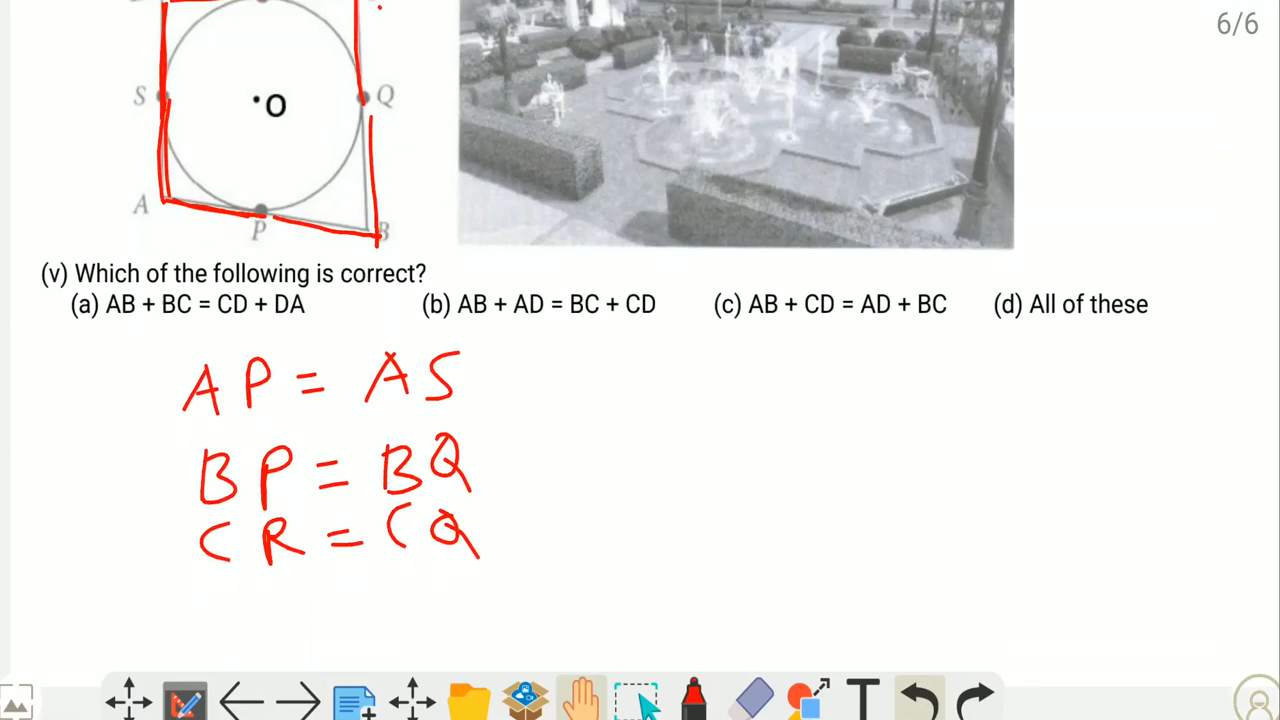 6/6
S
O
Q
A
P
B
(v) Which of the following is correct?
(a) AB + BC = CD + DA (b) AB + AD = BC + CD (c) AB + CD = AD + BC (d) All of these
AP = AS
BP = BQ
CR = CQ
T